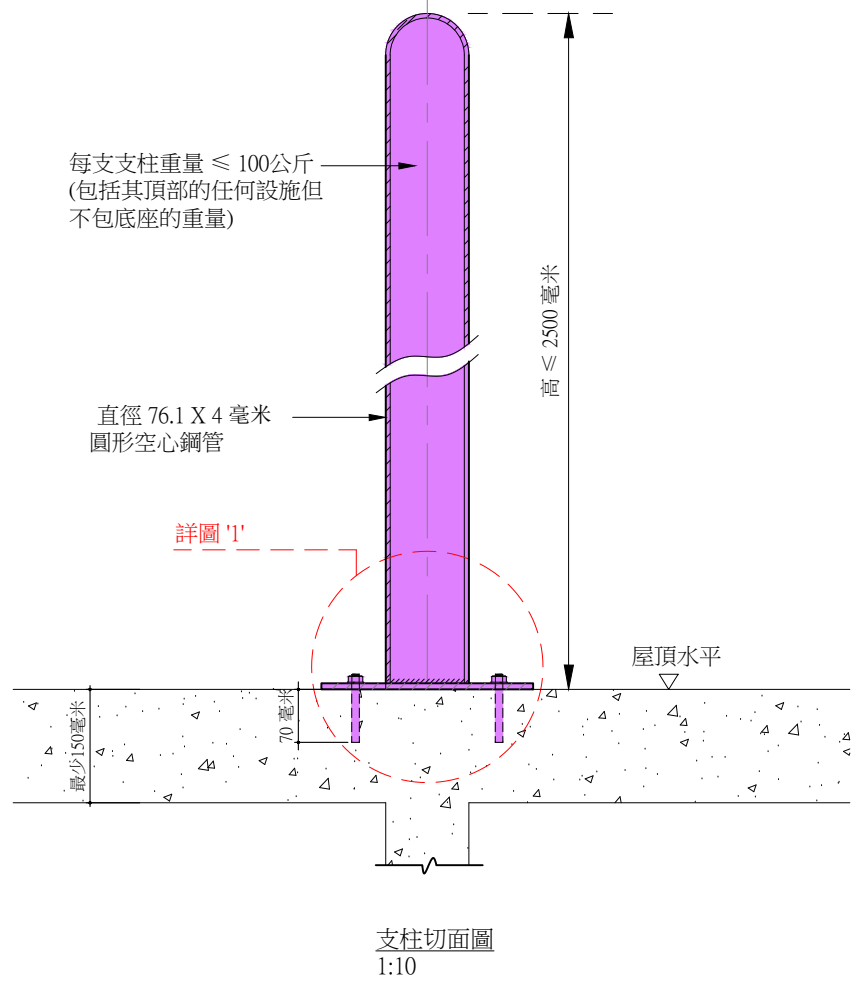 每支支柱重量 ≤ 100公斤
(包括其頂部的任何設施但
不包底座的重量)
高 ≤ 2500 毫米
直徑 76.1 X 4 毫米
圓形空心鋼管
詳圖 '1'
屋頂水平
70 毫米
最少150毫米
支柱切面圖
1:10